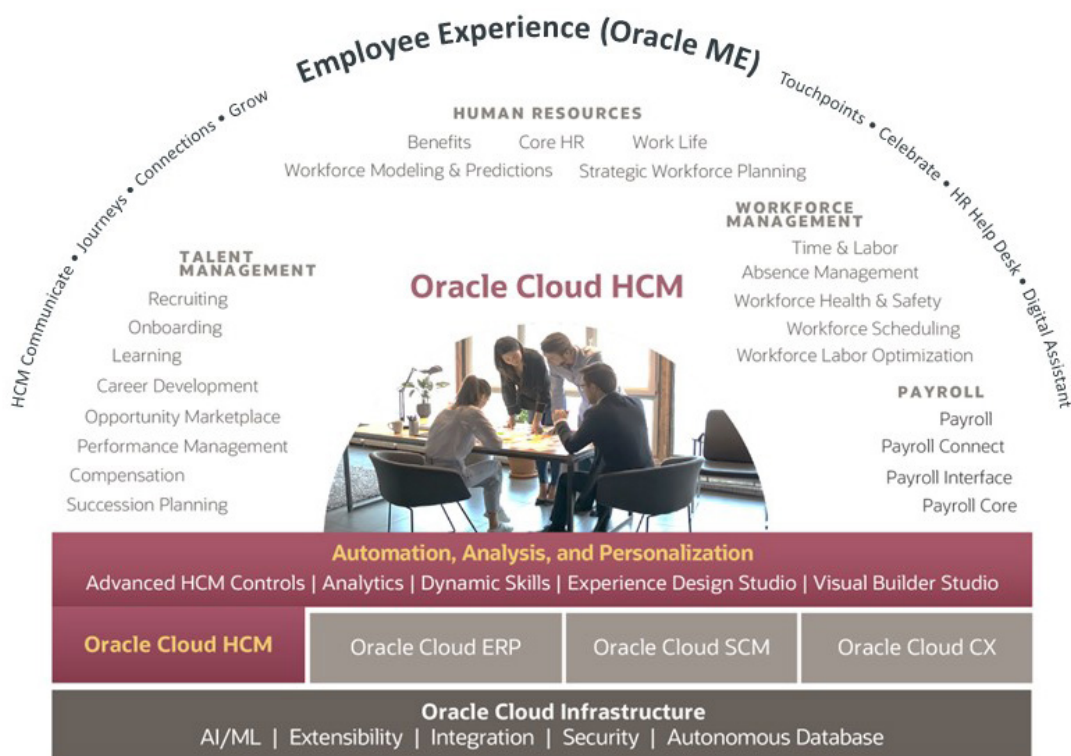 Employee Experience (Oracle ME)
HCM Communicate • Journeys • Connections • Grow
Touchpoints • Celebrate • HR Help Desk • Digital Assistant
HUMAN RESOURCES
Benefits Core HR Work Life
Workforce Modeling & Predictions Strategic Workforce Planning
TALENT
MANAGEMENT
Recruiting
Onboarding
Learning
Career Development
Opportunity Marketplace
Performance Management
Compensation
Succession Planning
Oracle Cloud HCM
WORKFORCE
MANAGEMENT
Time & Labor
Absence Management
Workforce Health & Safety
Workforce Scheduling
Workforce Labor Optimization
PAYROLL
Payroll
Payroll Connect
Payroll Interface
Payroll Core
Automation, Analysis, and Personalization
Advanced HCM Controls | Analytics | Dynamic Skills | Experience Design Studio | Visual Builder Studio
Oracle Cloud HCM
Oracle Cloud ERP
Oracle Cloud SCM
Oracle Cloud CX
Oracle Cloud Infrastructure
AI/ML | Extensibility | Integration | Security | Autonomous Database